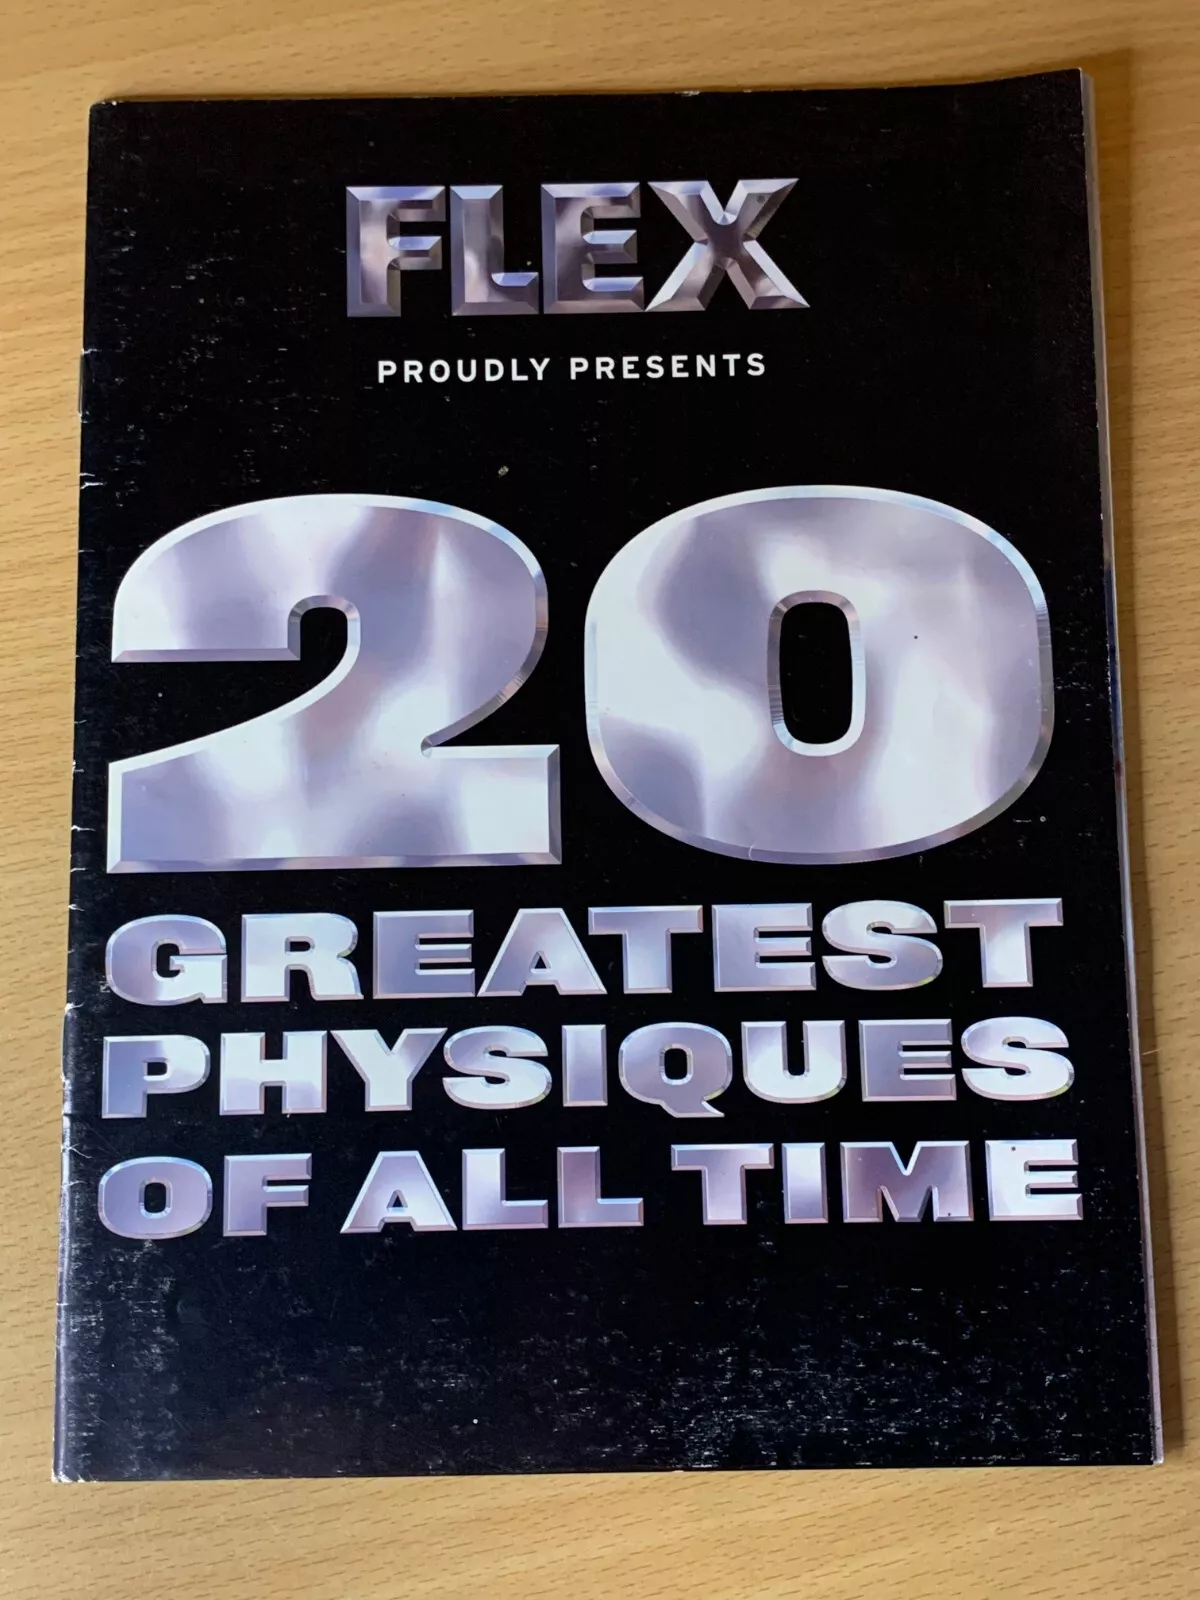 FLEX
PROUDLY PRESENTS
20
GREATEST
PHYSIQUES
OF ALL TIME